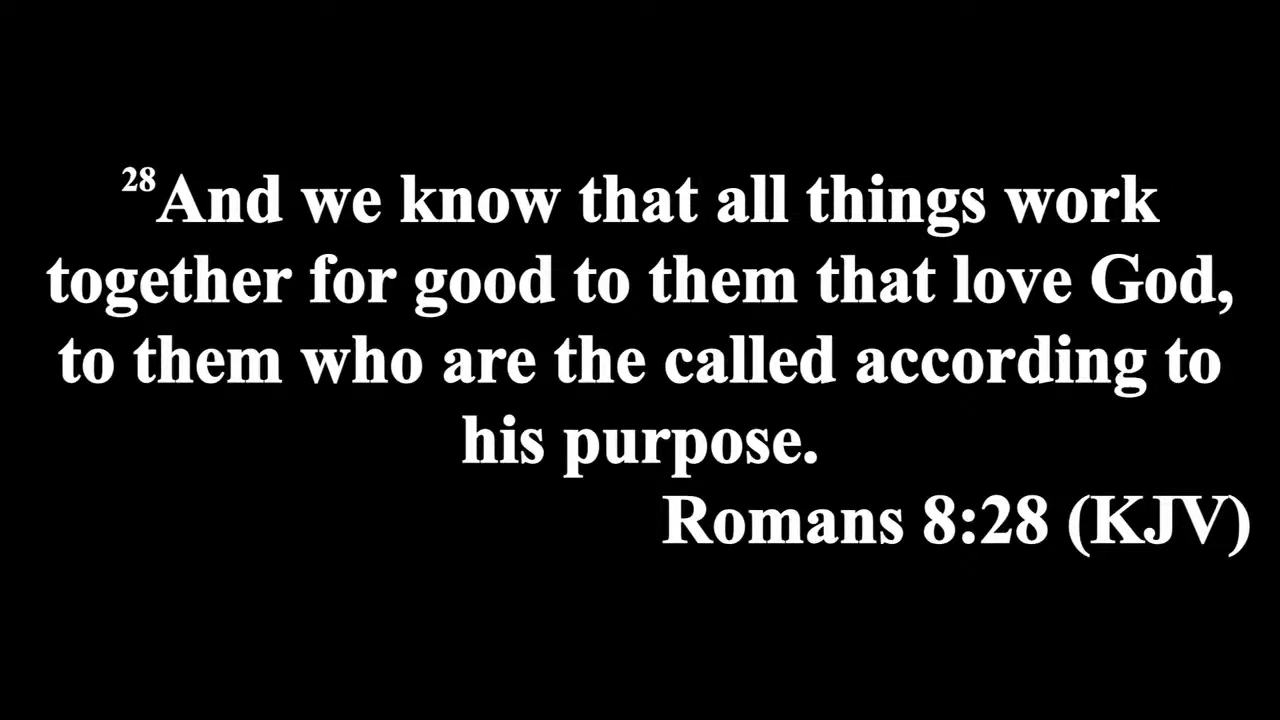 28And we know that all things work
together for good to them that love God,
to them who are the called according to
his purpose.
Romans 8:28 (KJV)